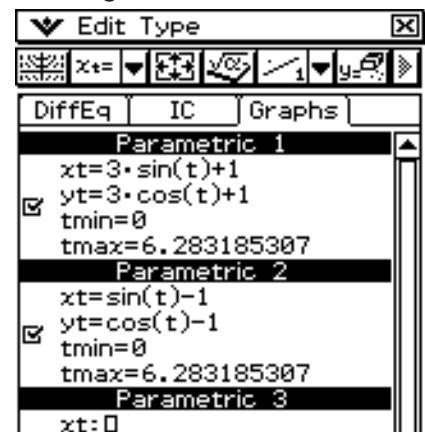 Edit Type
xt= 1 y=
DiffEq IC Graphs
Parametric 1
xt=3·sin(t)+1
yt=3·cos(t)+1
tmin=0
tmax=6.283185307
Parametric 2
xt=sin(t)-1
yt=cos(t)-1
tmin=0
tmax=6.283185307
Parametric 3
xt: